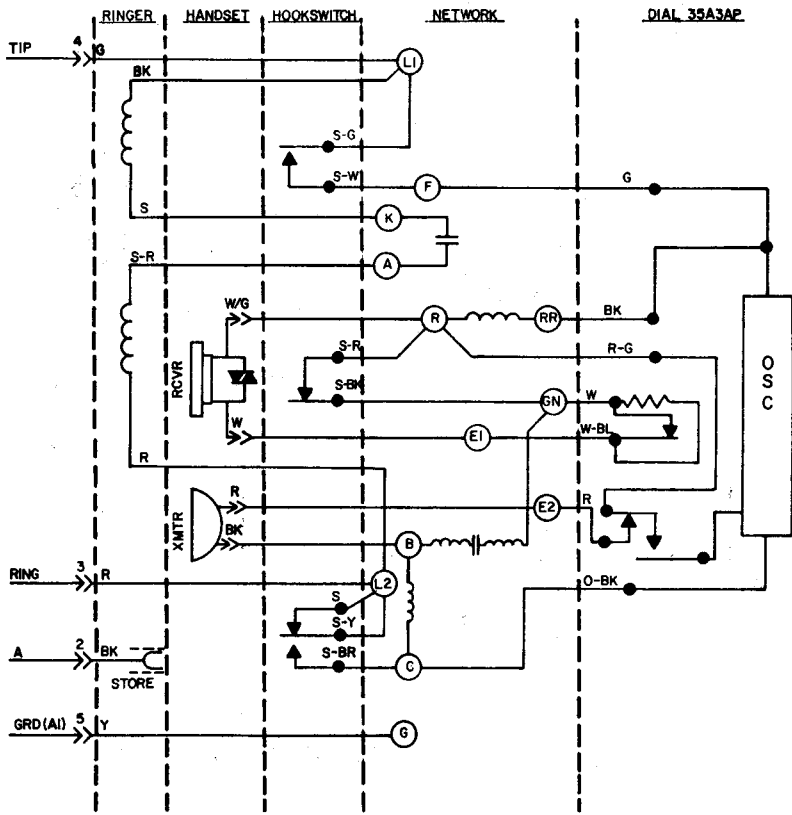 RINGER HANDSET HOOKSWITCH NETWORK DIAL 35A3AP
TIP 4 G
L1
BK
S-G
S-W F G
S K
S-R A
W/G R RR BK
S-R R-G
RCVR
S-BK GN W
OSC
W E1 W-BL
R
R E2 R
XMTR
BK B
RING 3 R L2 O-BK
S
S-Y
A 2 BK S-BR C
STORE
GRD(A1) 5 Y G